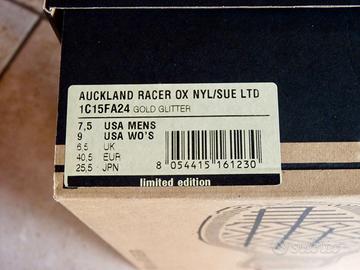 AUCKLAND RACER OX NYL/SUE LTD
1C15FA24 GOLD GLITTER
7,5 USA MENS
9 USA WO'S
6,5 UK
40,5 EUR
25,5 JPN
8 054415 161230
limited edition
subito